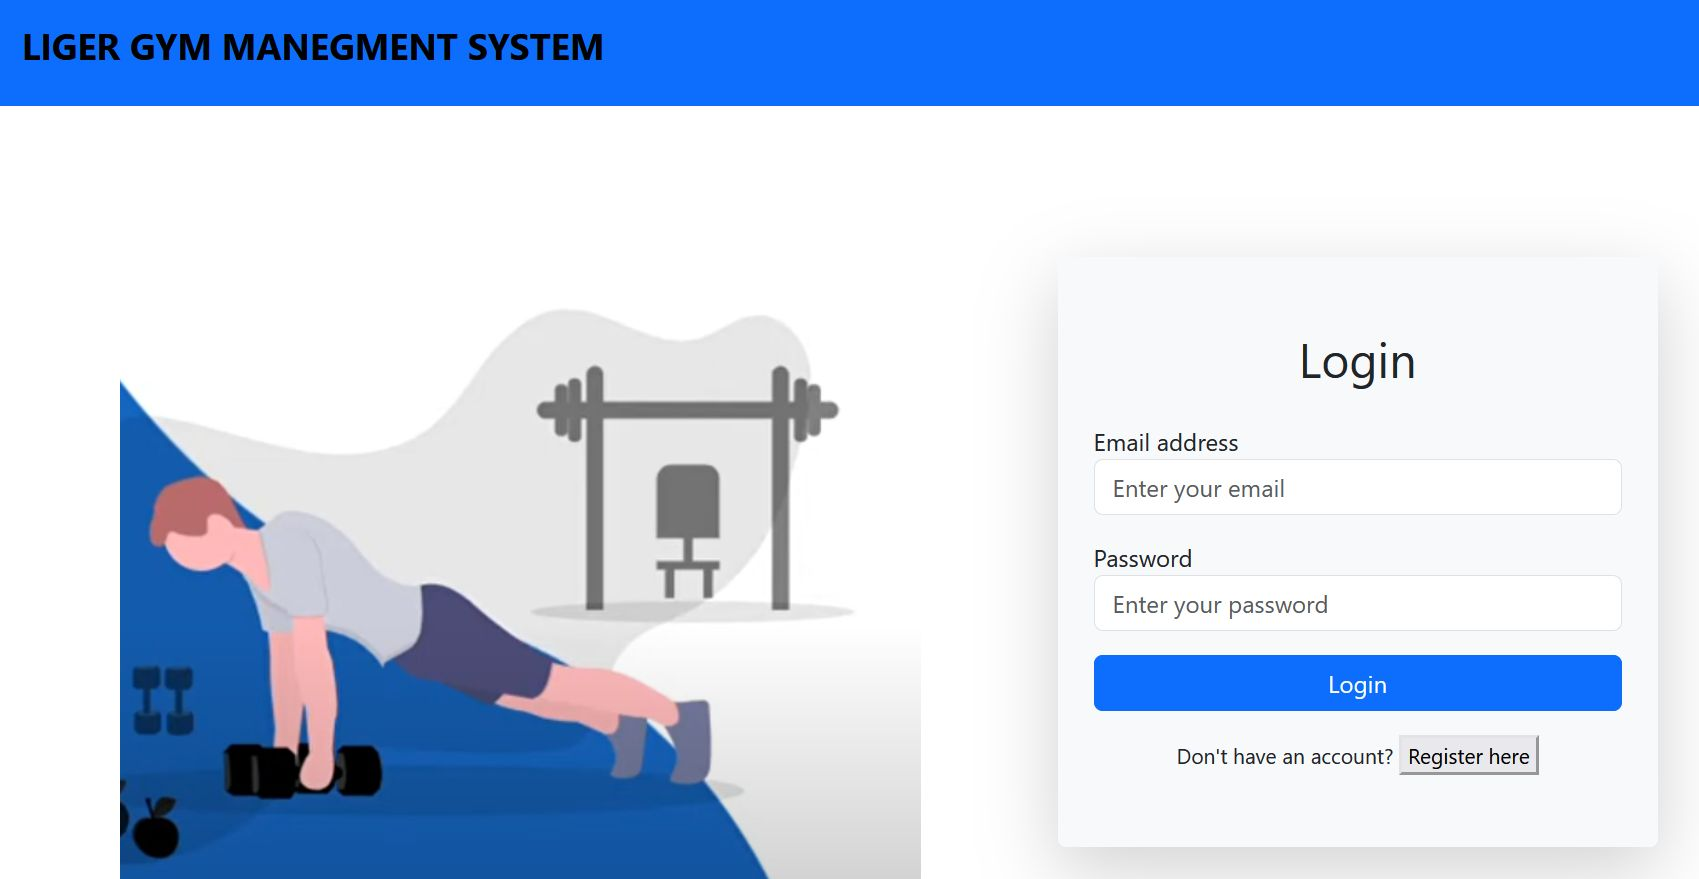 LIGER GYM MANEGMENT SYSTEM
Login
Email address
Enter your email
Password
Enter your password
Login
Don't have an account? Register here